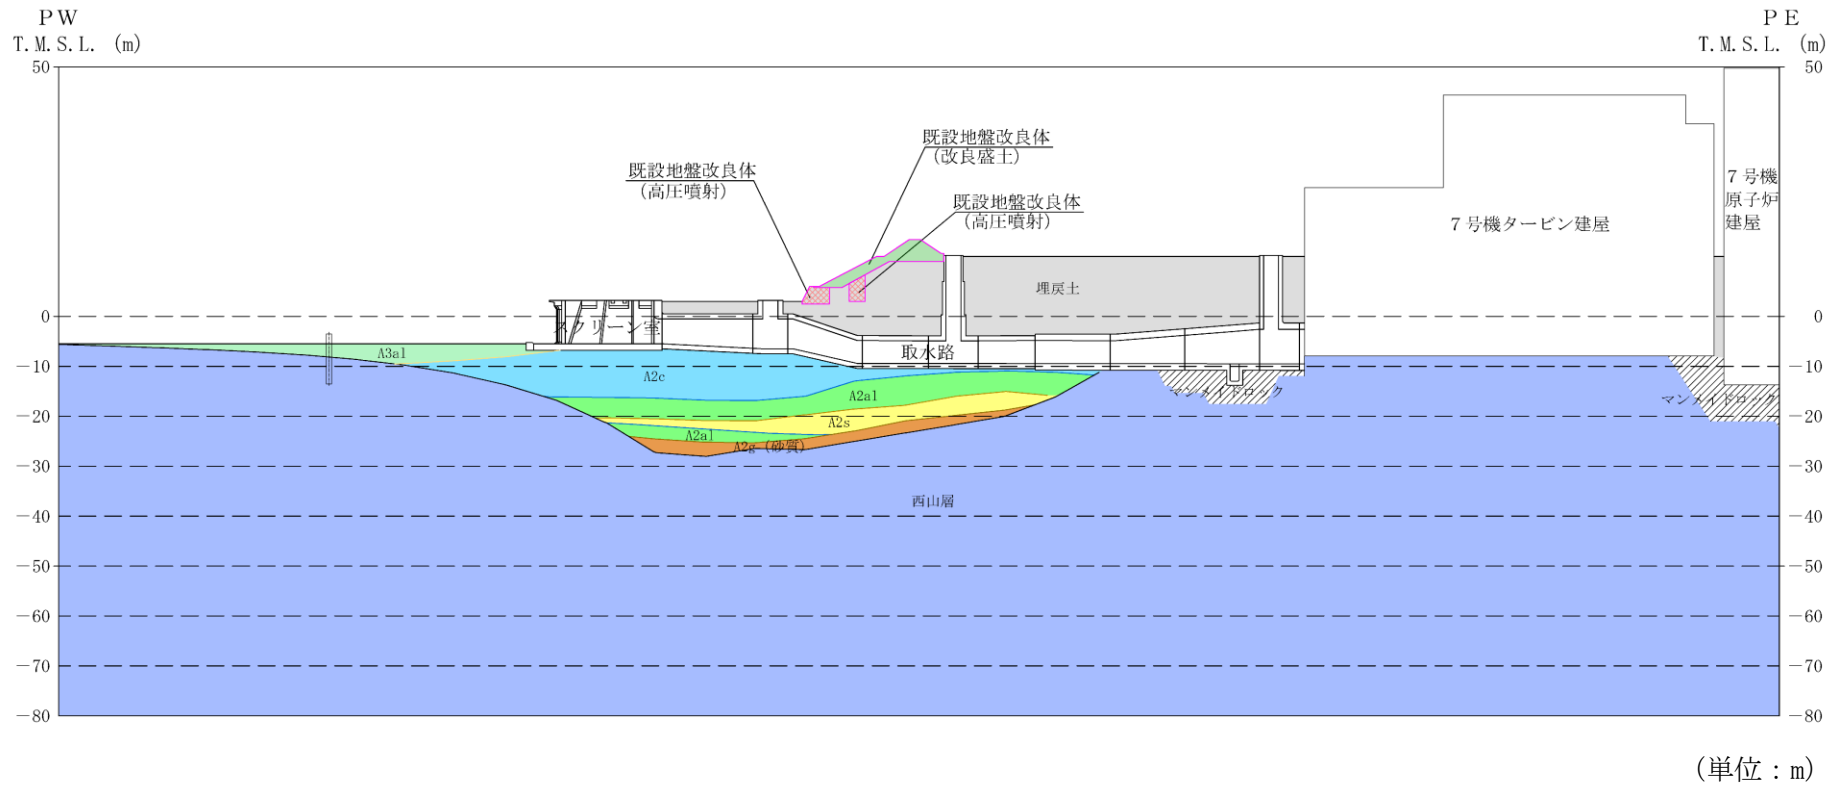 ＰＷ
T.M.S.L. (m)
ＰＥ
T.M.S.L. (m)
50
50
既設地盤改良体
(改良盛土)
既設地盤改良体
(高圧噴射)
既設地盤改良体
(高圧噴射)
７号機
原子炉
建屋
７号機タービン建屋
埋戻土
0
0
スクリーン室
A3al
取水路
−10
−10
A2c
マンメイドロック
マンメイドロック
A2al
−20
−20
A2s
A2al
A2g (砂質)
−30
−30
西山層
−40
−40
−50
−50
−60
−60
−70
−70
−80
−80
(単位：m)